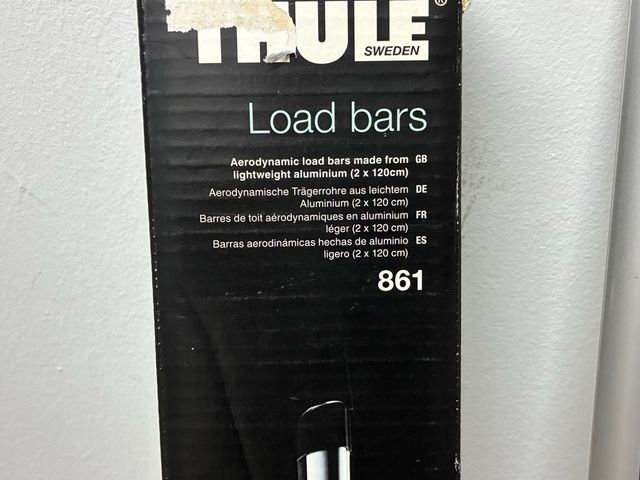 THULE®
SWEDEN
Load bars
Aerodynamic load bars made from GB
lightweight aluminium (2 x 120cm)
Aerodynamische Trägerrohre aus leichtem DE
Aluminium (2 x 120 cm)
Barres de toit aérodynamiques en aluminium FR
léger (2 x 120 cm)
Barras aerodinámicas hechas de aluminio ES
ligero (2 x 120 cm)
861